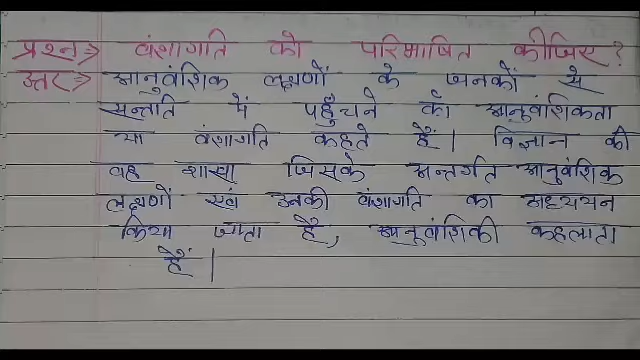 प्रश्न⇒ वंशागति को परिभाषित कीजिए?
उत्तर⇒ आनुवंशिक लक्षणों के जनकों से
सन्तति में पहुँचने को आनुवंशिकता
या वंशागति कहते हैं। विज्ञान की
वह शाखा जिसके अन्तर्गत आनुवंशिक
लक्षणों एवं उनकी वंशागति का अध्ययन
किया जाता है, आनुवंशिकी कहलाता
हैं।